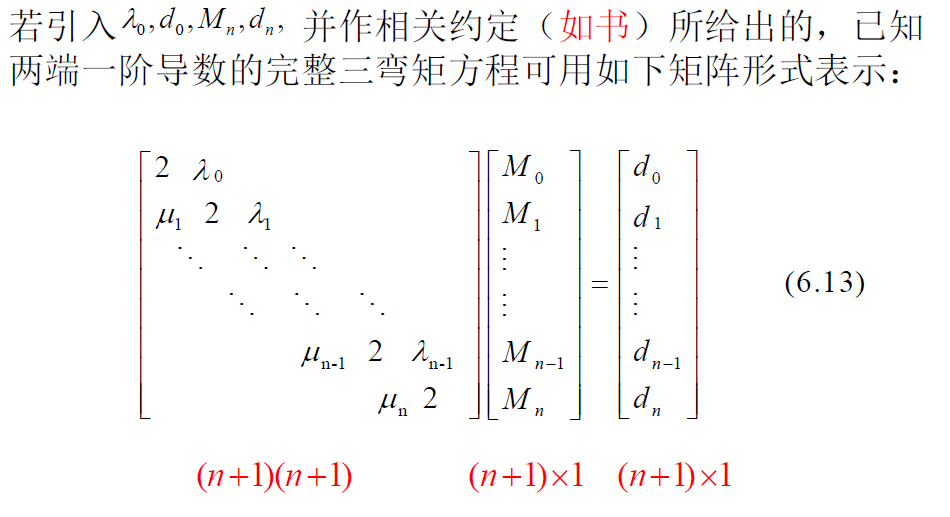 若引入λ₀,d₀,Mₙ,dₙ, 并作相关约定（如书）所给出的，已知
两端一阶导数的完整三弯矩方程可用如下矩阵形式表示：
2 λ₀ M₀ d₀
μ₁ 2 λ₁ M₁ d₁
⋱ ⋱ ⋱ ⋮ ⋮
= (6.13)
⋱ ⋱ ⋱ ⋮ ⋮
μₙ₋₁ 2 λₙ₋₁ Mₙ₋₁ dₙ₋₁
μₙ 2 Mₙ dₙ
(n+1)(n+1) (n+1)×1 (n+1)×1